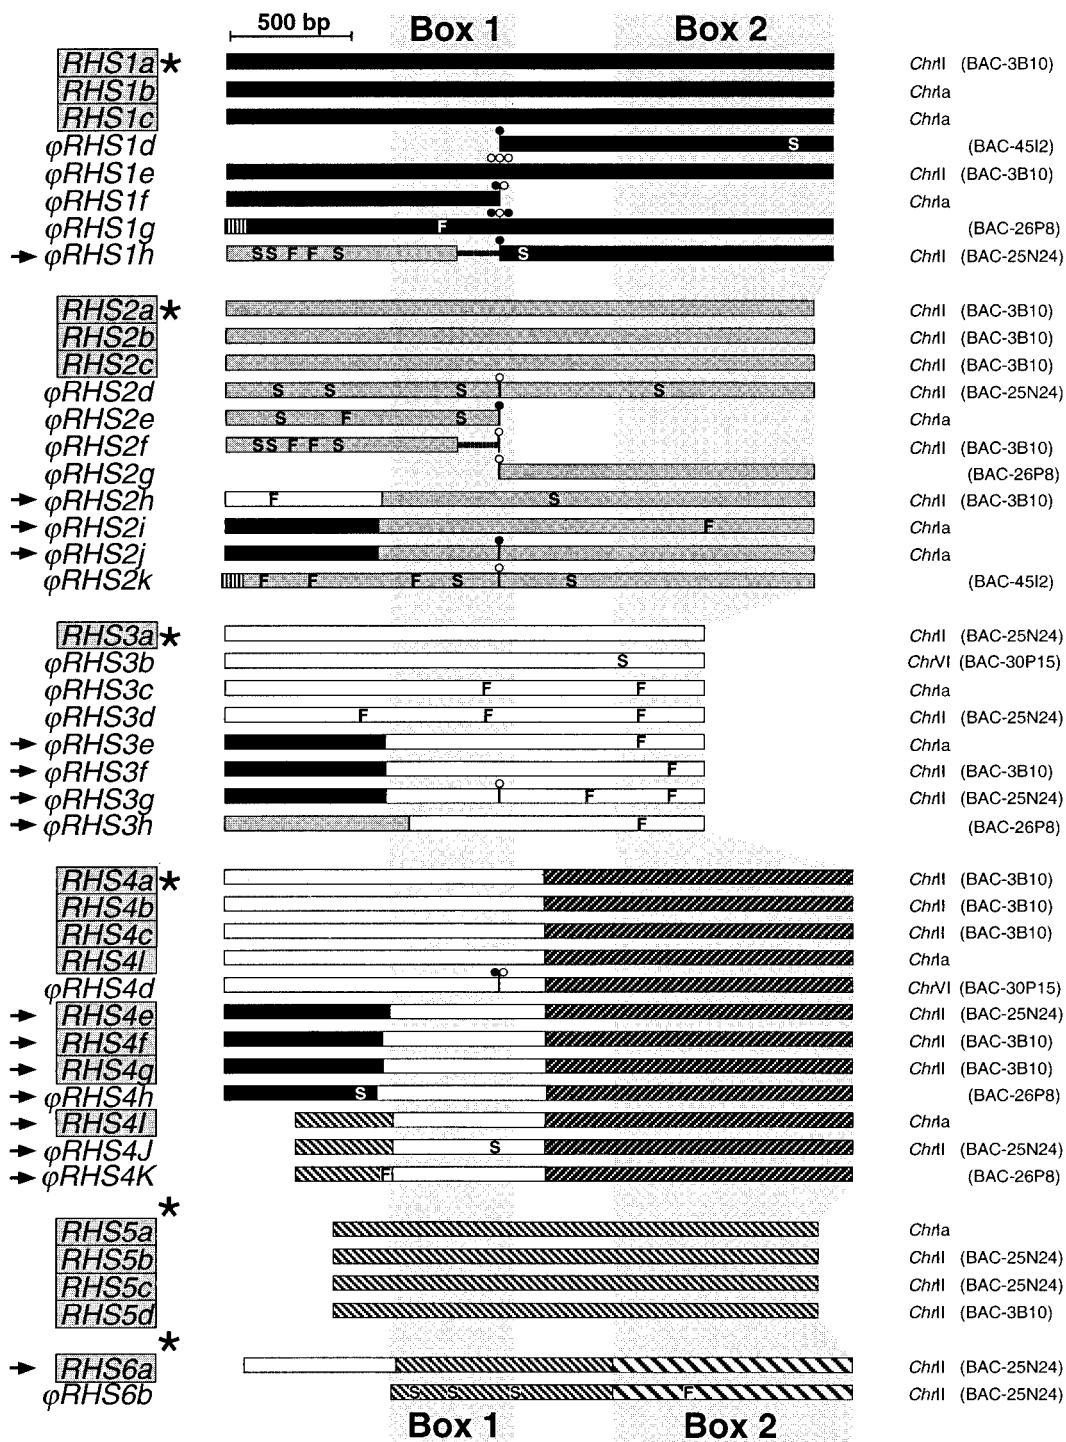 500 bp Box 1 Box 2
RHS1a* ChrII (BAC-3B10)
RHS1b ChrIa
RHS1c ChrIa
φRHS1d S (BAC-45I2)
φRHS1e ChrII (BAC-3B10)
φRHS1f ChrIa
φRHS1g F (BAC-26P8)
φRHS1h S S F F S S ChrII (BAC-25N24)
RHS2a* ChrII (BAC-3B10)
RHS2b ChrII (BAC-3B10)
RHS2c ChrII (BAC-3B10)
φRHS2d S S S S ChrII (BAC-25N24)
φRHS2e S F S ChrIa
φRHS2f S S F F S ChrII (BAC-3B10)
φRHS2g (BAC-26P8)
φRHS2h F S ChrII (BAC-3B10)
φRHS2i F ChrIa
φRHS2j ChrIa
φRHS2k F F F S S (BAC-45I2)
RHS3a* ChrII (BAC-25N24)
φRHS3b S ChrVI (BAC-30P15)
φRHS3c F F ChrIa
φRHS3d F F F ChrII (BAC-25N24)
φRHS3e F ChrIa
φRHS3f F ChrII (BAC-3B10)
φRHS3g F F ChrII (BAC-25N24)
φRHS3h F (BAC-26P8)
RHS4a* ChrII (BAC-3B10)
RHS4b ChrII (BAC-3B10)
RHS4c ChrII (BAC-3B10)
RHS4l ChrIa
φRHS4d ChrVI (BAC-30P15)
RHS4e ChrII (BAC-25N24)
RHS4f ChrII (BAC-3B10)
RHS4g ChrII (BAC-3B10)
φRHS4h S (BAC-26P8)
RHS4I ChrIa
φRHS4J S ChrII (BAC-25N24)
φRHS4K F (BAC-26P8)
*
RHS5a ChrIa
RHS5b ChrII (BAC-25N24)
RHS5c ChrII (BAC-25N24)
RHS5d ChrII (BAC-3B10)
*
RHS6a ChrII (BAC-25N24)
φRHS6b S S S F ChrII (BAC-25N24)
Box 1 Box 2